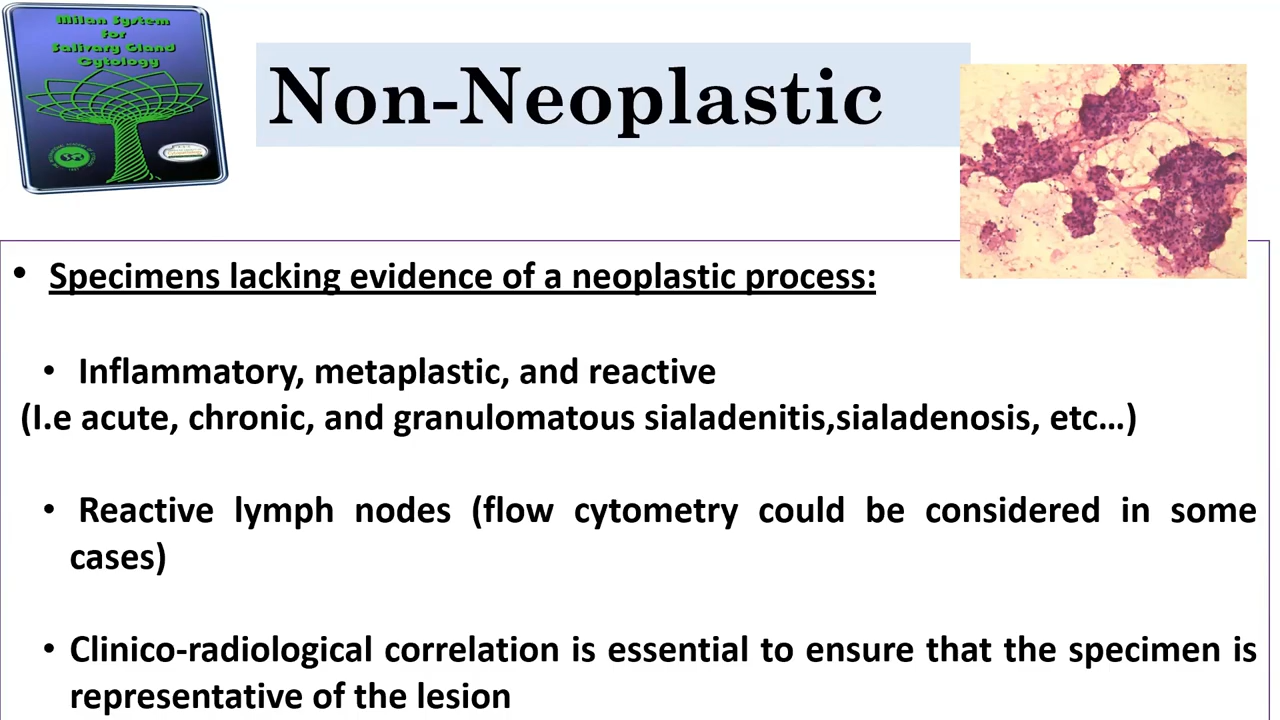 Milan System
for
Salivary Gland
Cytology
Non-Neoplastic
• Specimens lacking evidence of a neoplastic process:
• Inflammatory, metaplastic, and reactive
(I.e acute, chronic, and granulomatous sialadenitis,sialadenosis, etc…)
• Reactive lymph nodes (flow cytometry could be considered in some
cases)
• Clinico-radiological correlation is essential to ensure that the specimen is
representative of the lesion